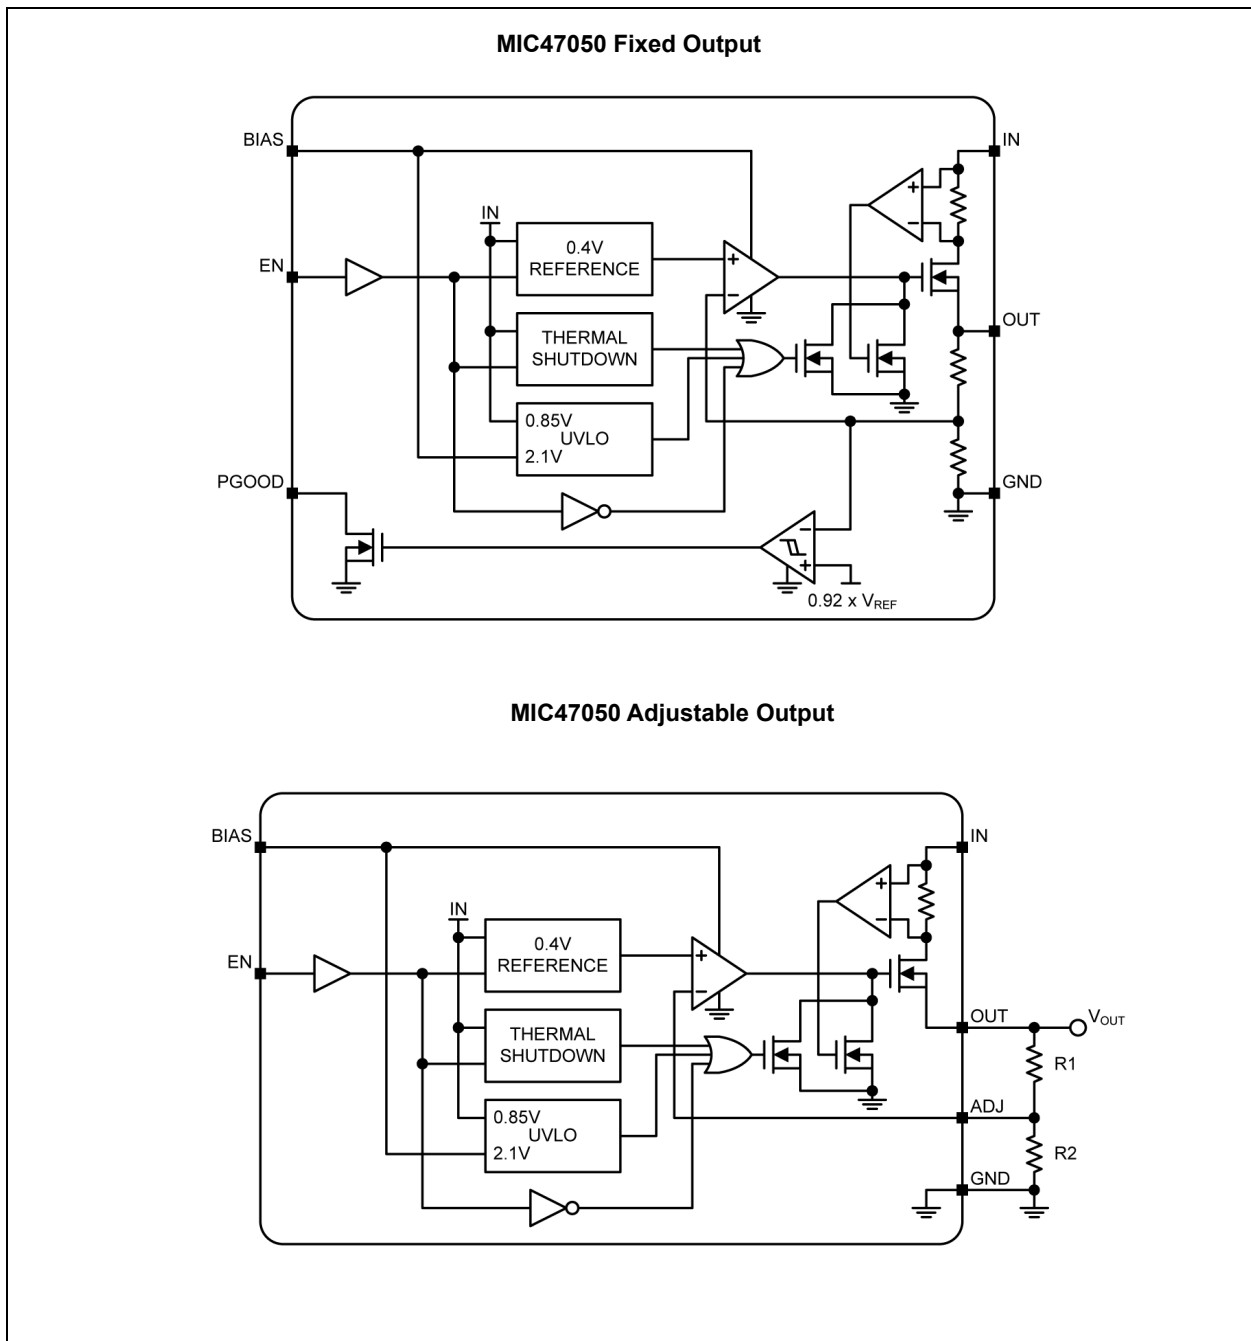 MIC47050 Fixed Output
BIAS
IN
IN
0.4V
REFERENCE
+
−
+
−
EN
OUT
THERMAL
SHUTDOWN
0.85V
UVLO
2.1V
PGOOD
GND
−
+
0.92 x VREF
MIC47050 Adjustable Output
BIAS
IN
IN
0.4V
REFERENCE
+
−
+
−
EN
OUT
VOUT
THERMAL
SHUTDOWN
R1
ADJ
0.85V
UVLO
2.1V
R2
GND